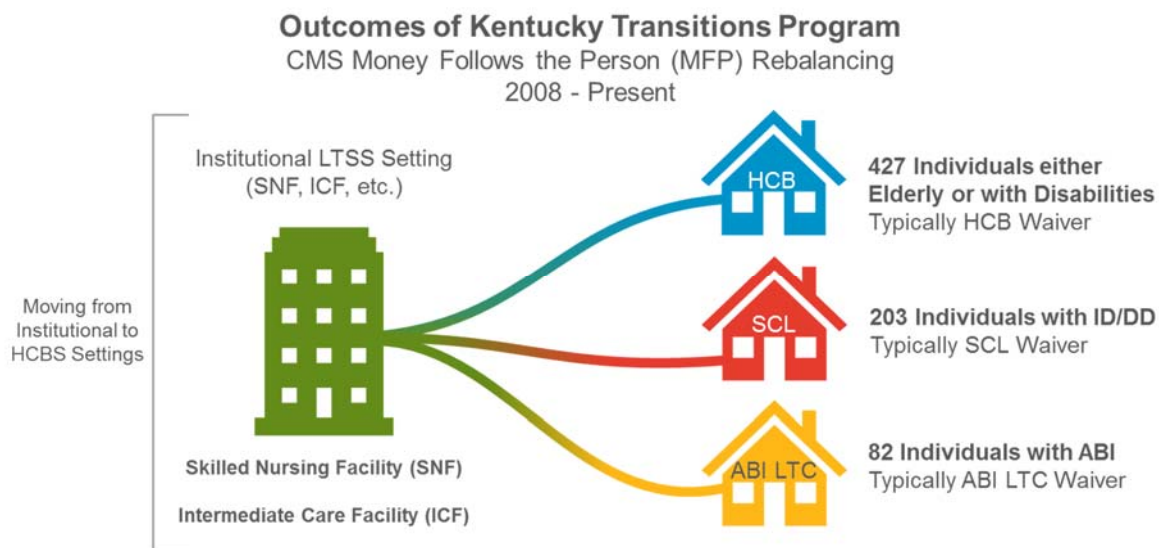 Outcomes of Kentucky Transitions Program
CMS Money Follows the Person (MFP) Rebalancing
2008 - Present
Moving from
Institutional to
HCBS Settings
Institutional LTSS Setting
(SNF, ICF, etc.)
Skilled Nursing Facility (SNF)
Intermediate Care Facility (ICF)
HCB
427 Individuals either
Elderly or with Disabilities
Typically HCB Waiver
SCL
203 Individuals with ID/DD
Typically SCL Waiver
ABI LTC
82 Individuals with ABI
Typically ABI LTC Waiver